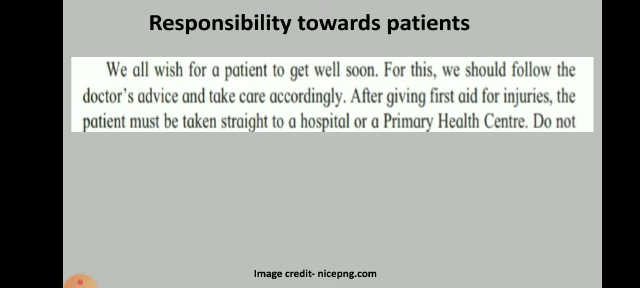 Responsibility towards patients
We all wish for a patient to get well soon. For this, we should follow the
doctor's advice and take care accordingly. After giving first aid for injuries, the
patient must be taken straight to a hospital or a Primary Health Centre. Do not
Image credit- nicepng.com